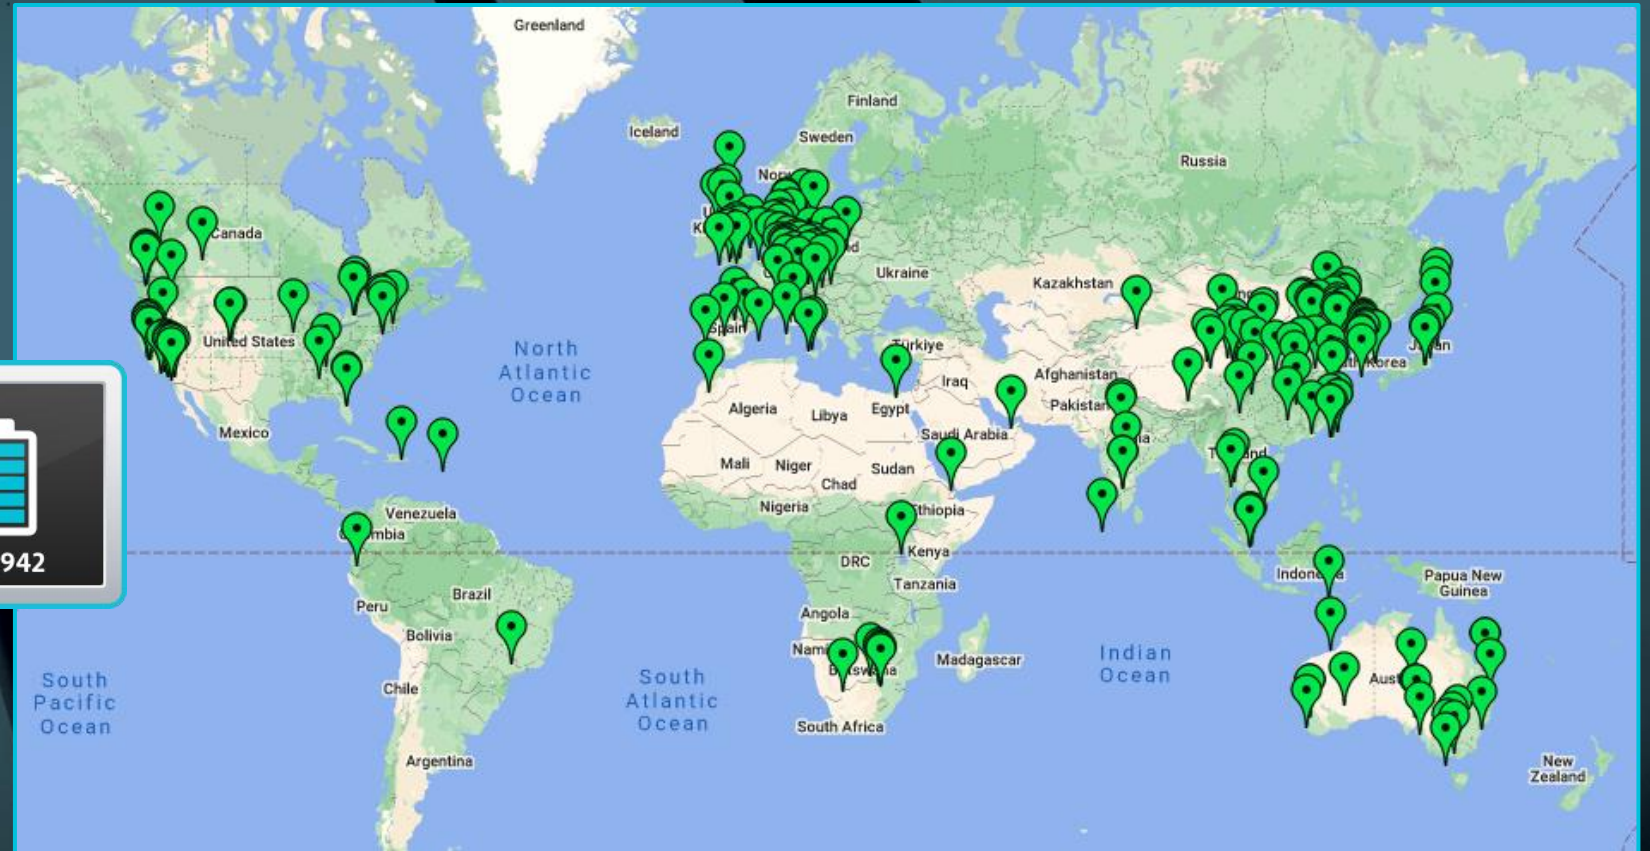 Greenland
Finland
Iceland
Sweden
Russia
Canada
Ukraine
Kazakhstan
Spain
United States
North
Atlantic
Ocean
Türkiye
Afghanistan
Iraq
Pakistan
Algeria
Libya
Egypt
Mexico
Saudi Arabia
Mali
Niger
Sudan
Chad
Nigeria
Ethiopia
Venezuela
942
DRC
Kenya
Tanzania
Brazil
Peru
Angola
Papua New
Guinea
Bolivia
Madagascar
Indian
Ocean
South
Pacific
Ocean
South
Atlantic
Ocean
Chile
South Africa
Argentina
New
Zealand